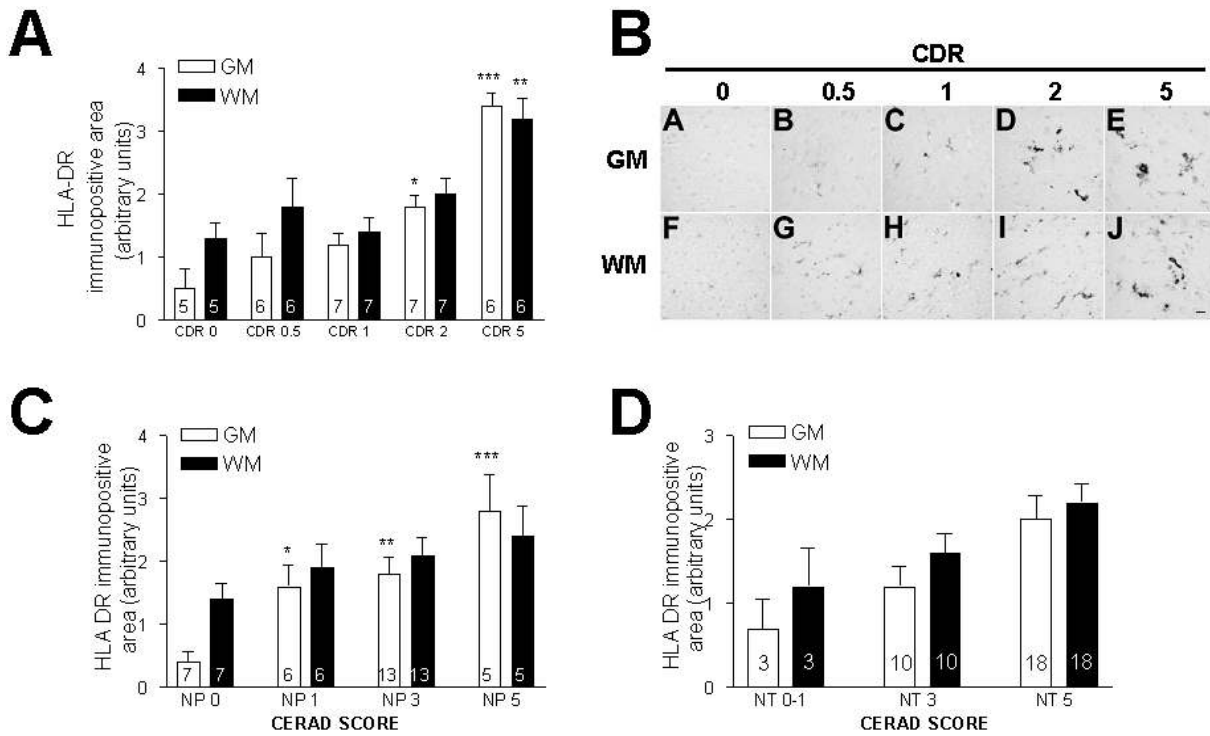 A
GM
WM
HLA-DR
immunopositive area
(arbitrary units)
4
3
2
1
0
*
***
**
5
5
6
6
7
7
7
7
6
6
CDR 0
CDR 0.5
CDR 1
CDR 2
CDR 5
B
CDR
0
0.5
1
2
5
GM
A
B
C
D
E
WM
F
G
H
I
J
C
GM
WM
HLA DR immunopositive
area (arbitrary units)
4
3
2
1
0
*
**
***
7
7
6
6
13
13
5
5
NP 0
NP 1
NP 3
NP 5
CERAD SCORE
D
GM
WM
HLA DR immunopositive
area (arbitrary units)
3
2
1
0
3
3
10
10
18
18
NT 0-1
NT 3
NT 5
CERAD SCORE